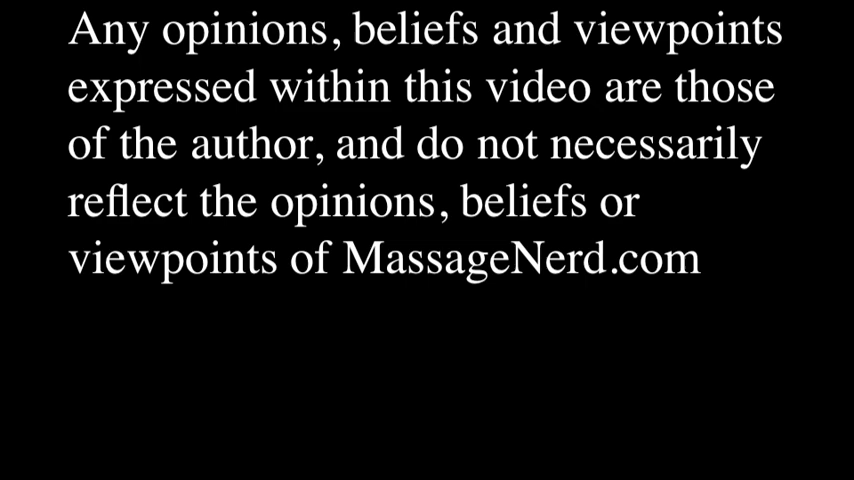 Any opinions, beliefs and viewpoints
expressed within this video are those
of the author, and do not necessarily
reflect the opinions, beliefs or
viewpoints of MassageNerd.com